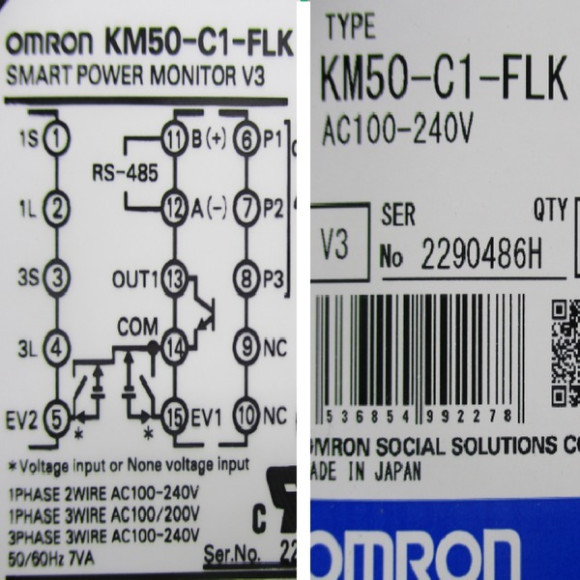 omron KM50-C1-FLK
SMART POWER MONITOR V3
1S 1 11 B(+) 6 P1
RS-485
1L 2 12 A(-) 7 P2
3S 3 OUT1 13 8 P3
COM
3L 4 14 9 NC
EV2 5 15 EV1 10 NC
* *
*Voltage input or None voltage input
1PHASE 2WIRE AC100-240V
1PHASE 3WIRE AC100/200V
3PHASE 3WIRE AC100-240V
50/60Hz 7VA
Ser.No. 22
TYPE
KM50-C1-FLK
AC100-240V
V3 SER No 2290486H QTY
536854 992278
OMRON SOCIAL SOLUTIONS CO
MADE IN JAPAN
OMRON